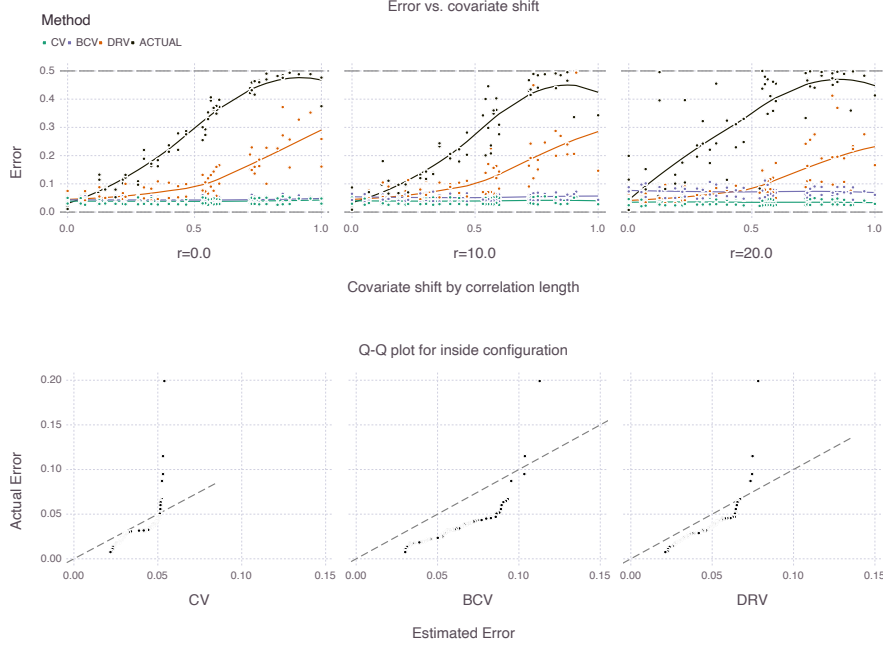 Error vs. covariate shift
Method
CV BCV DRV ACTUAL
Error
0.5
0.4
0.3
0.2
0.1
0.0
0.0 0.5 1.0
r=0.0
0.0 0.5 1.0
r=10.0
0.0 0.5 1.0
r=20.0
Covariate shift by correlation length
Q-Q plot for inside configuration
Actual Error
0.20
0.15
0.10
0.05
0.00
0.00 0.05 0.10 0.15
CV
0.00 0.05 0.10 0.15
BCV
0.00 0.05 0.10 0.15
DRV
Estimated Error